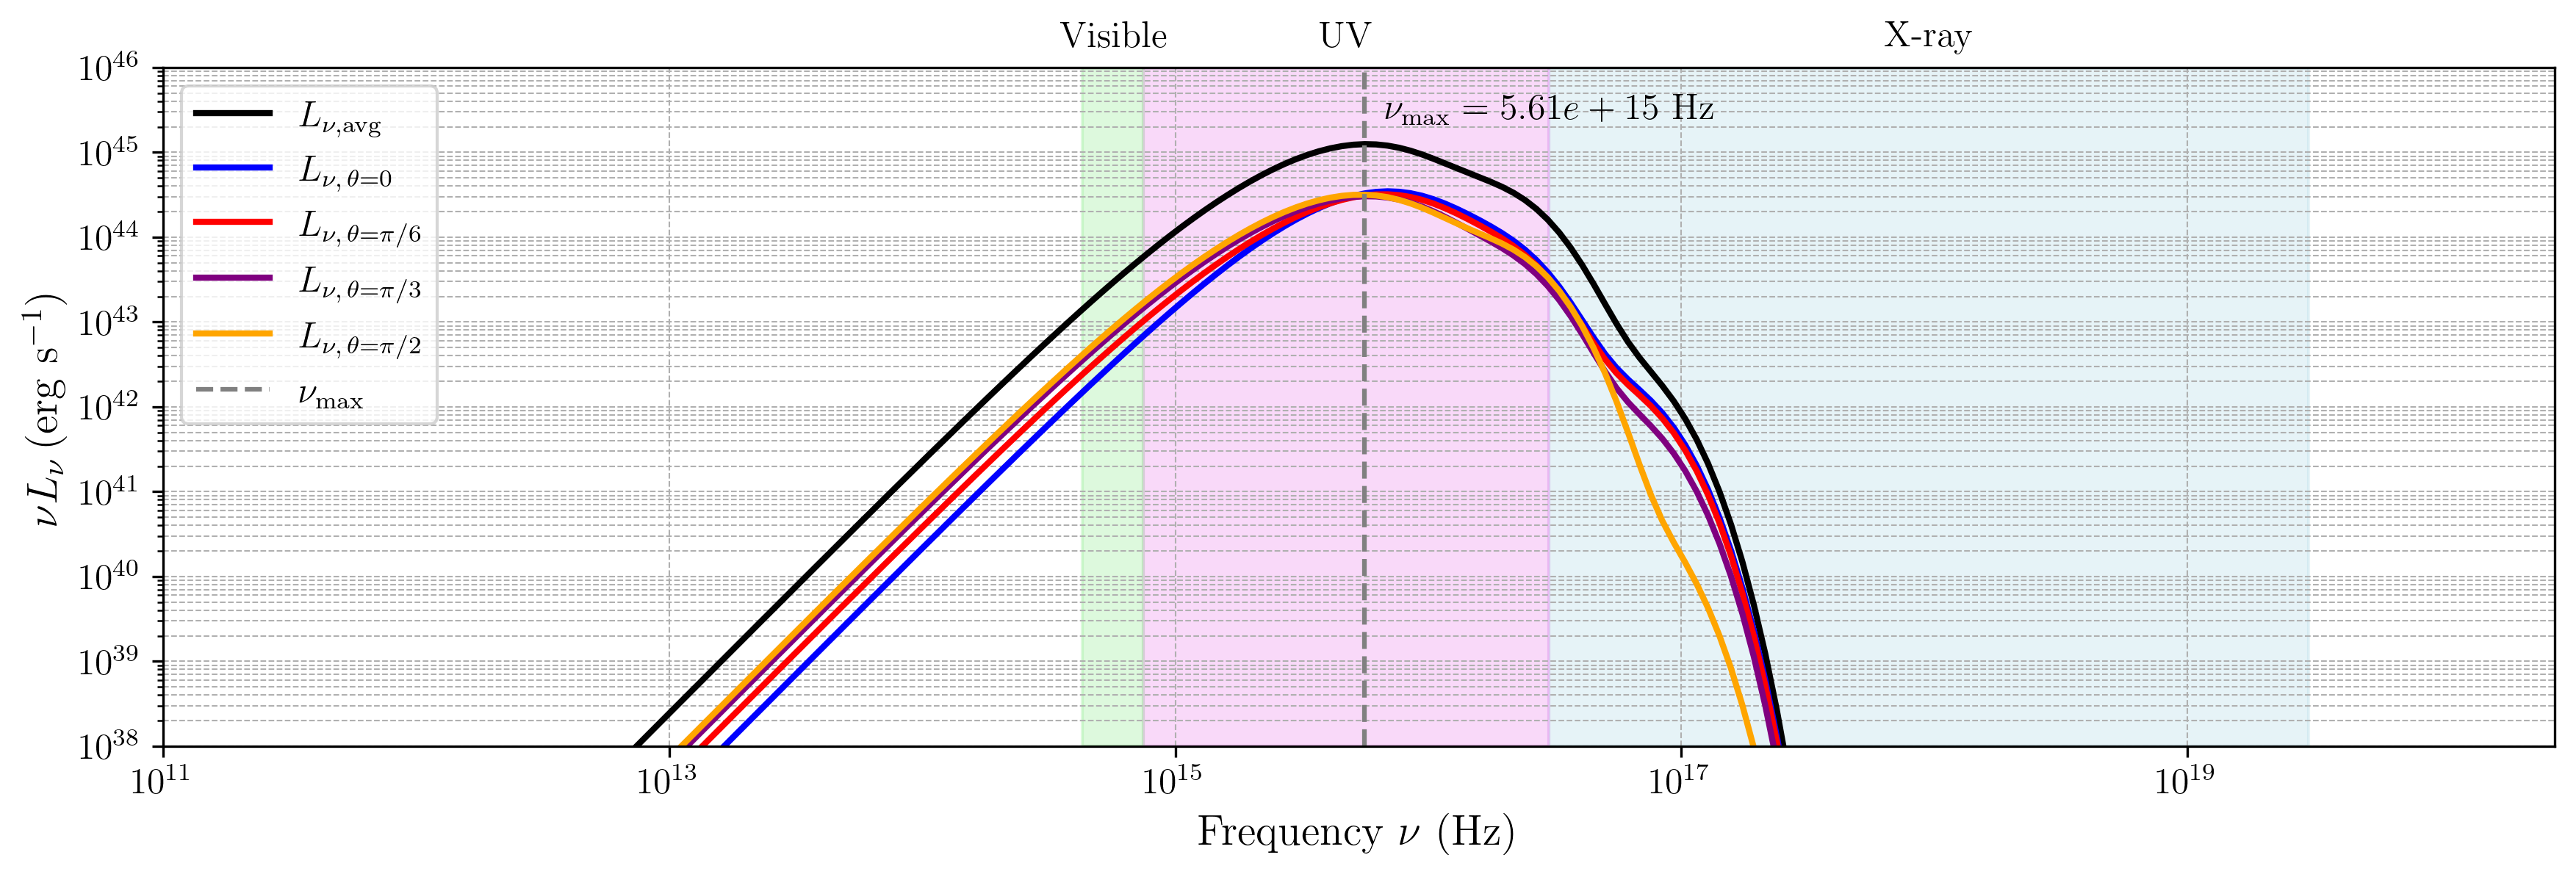 Visible UV X-ray
10^46
10^45
10^44
10^43
10^42
10^41
10^40
10^39
10^38
νL_ν (erg s^−1)
L_ν,avg
L_ν, θ=0
L_ν, θ=π/6
L_ν, θ=π/3
L_ν, θ=π/2
ν_max
ν_max = 5.61e + 15 Hz
10^11 10^13 10^15 10^17 10^19
Frequency ν (Hz)